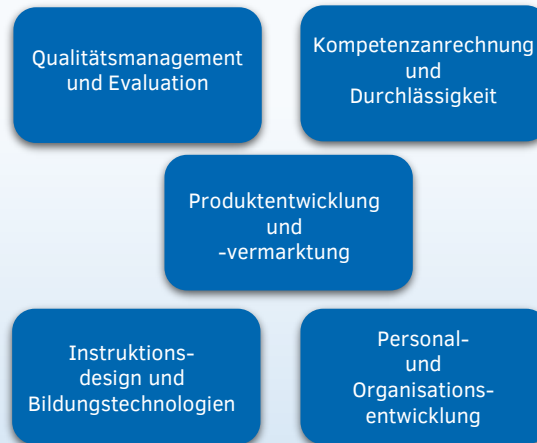 Qualitätsmanagement
und Evaluation
Kompetenzanrechnung
und
Durchlässigkeit
Produktentwicklung
und
-vermarktung
Instruktions-
design und
Bildungstechnologien
Personal-
und
Organisations-
entwicklung